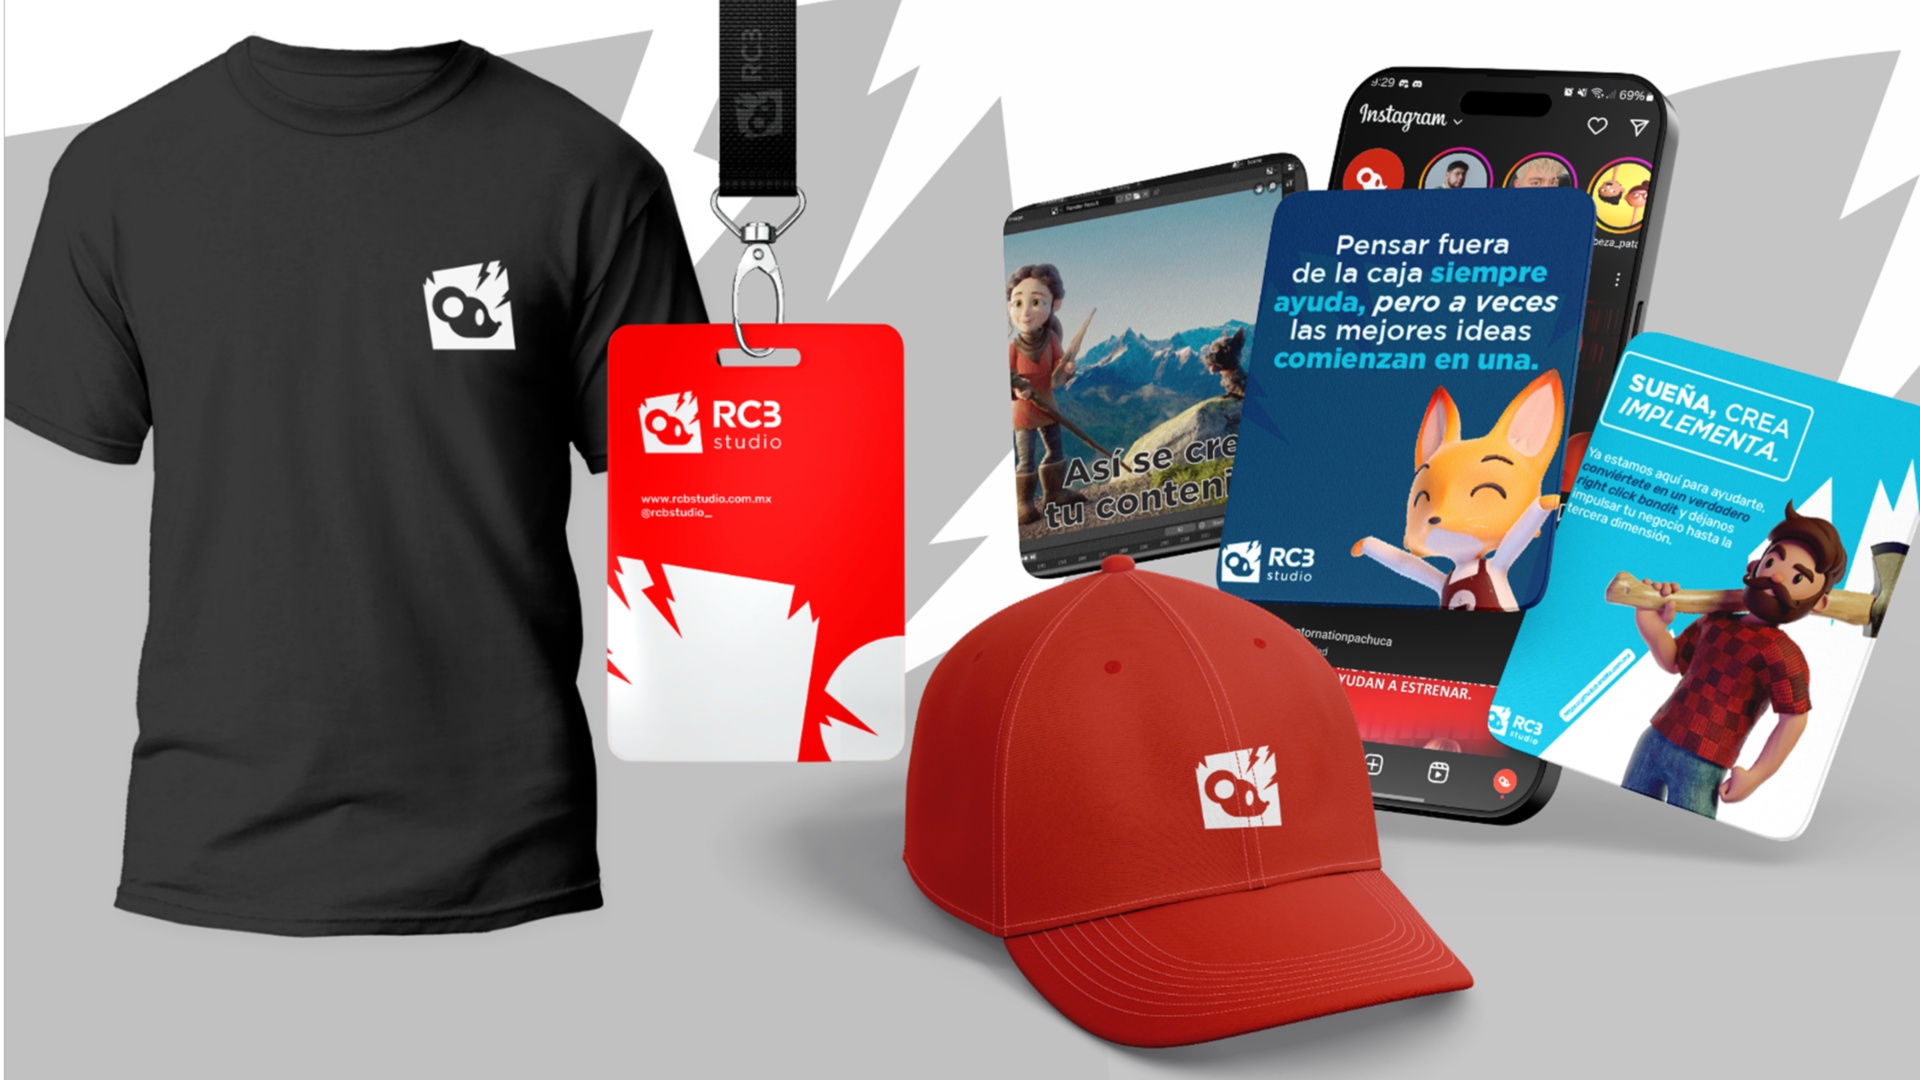 RC3
RC3
studio
www.rcbstudio.com.mx
@rcbstudio_
Así se cre
tu conteni
9:29
69%
Instagram
beza_pato
Pensar fuera
de la caja siempre
ayuda, pero a veces
las mejores ideas
comienzan en una.
RC3
studio
YUDAN A ESTRENAR.
SUEÑA, CREA
IMPLEMENTA.
Ya estamos aquí para ayudarte,
conviértete en un verdadero
right click bandit y déjanos
impulsar tu negocio hasta la
tercera dimensión.
RC3
studio